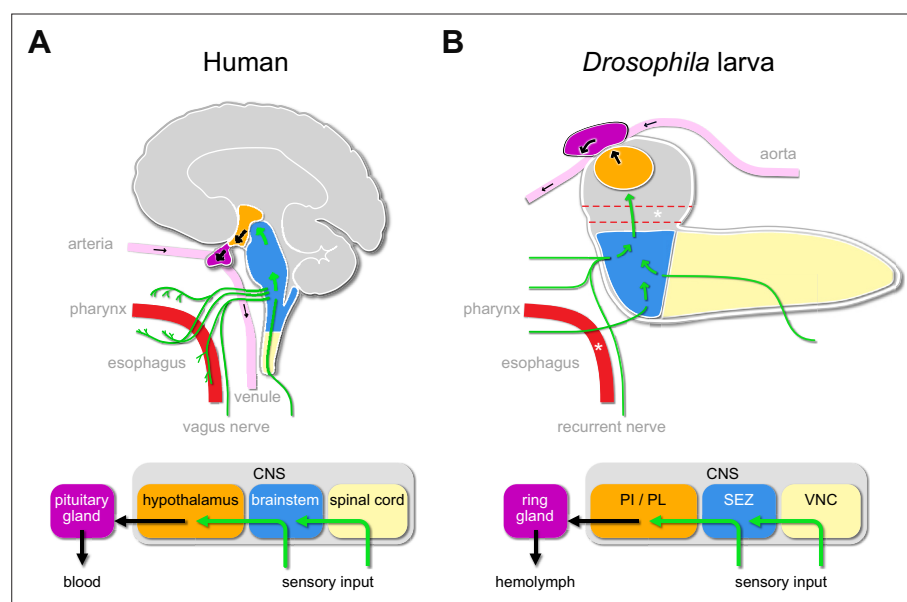 A
Human
arteria
pharynx
esophagus
venule
vagus nerve
CNS
pituitary
gland
hypothalamus
brainstem
spinal cord
blood
sensory input
B
Drosophila larva
aorta
*
pharynx
esophagus
*
recurrent nerve
CNS
ring
gland
PI / PL
SEZ
VNC
hemolymph
sensory input